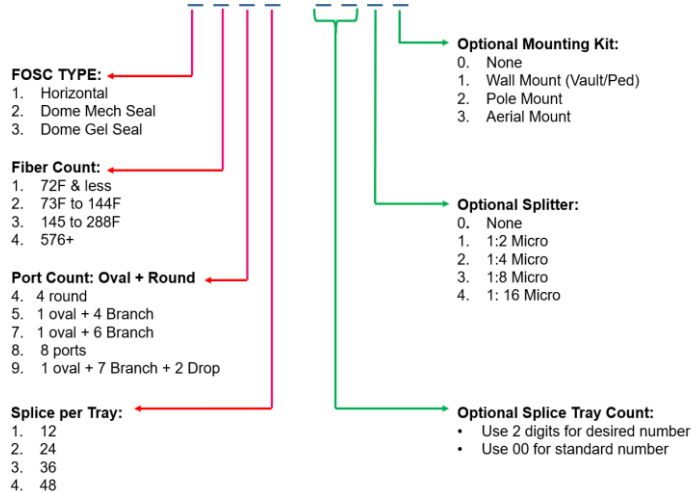 FOSC TYPE:
1. Horizontal
2. Dome Mech Seal
3. Dome Gel Seal
Fiber Count:
1. 72F & less
2. 73F to 144F
3. 145 to 288F
4. 576+
Port Count: Oval + Round
4. 4 round
5. 1 oval + 4 Branch
7. 1 oval + 6 Branch
8. 8 ports
9. 1 oval + 7 Branch + 2 Drop
Splice per Tray:
1. 12
2. 24
3. 36
4. 48
Optional Mounting Kit:
0. None
1. Wall Mount (Vault/Ped)
2. Pole Mount
3. Aerial Mount
Optional Splitter:
0. None
1. 1:2 Micro
2. 1:4 Micro
3. 1:8 Micro
4. 1: 16 Micro
Optional Splice Tray Count:
• Use 2 digits for desired number
• Use 00 for standard number